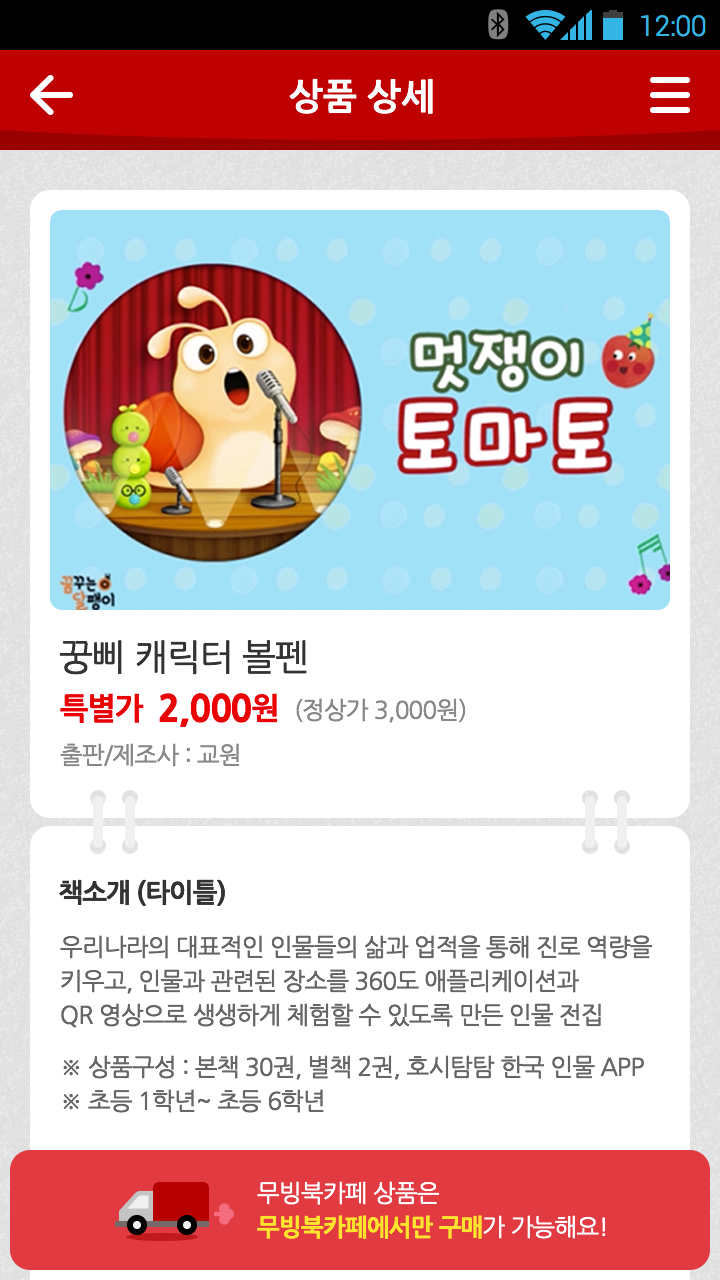 12:00
상품 상세
멋쟁이
토마토
꿈꾸는
달팽이
꿍삐 캐릭터 볼펜
특별가 2,000원 (정상가 3,000원)
출판/제조사 : 교원
책소개 (타이틀)
우리나라의 대표적인 인물들의 삶과 업적을 통해 진로 역량을
키우고, 인물과 관련된 장소를 360도 애플리케이션과
QR 영상으로 생생하게 체험할 수 있도록 만든 인물 전집
※ 상품구성 : 본책 30권, 별책 2권, 호시탐탐 한국 인물 APP
※ 초등 1학년~ 초등 6학년
무빙북카페 상품은
무빙북카페에서만 구매가 가능해요!